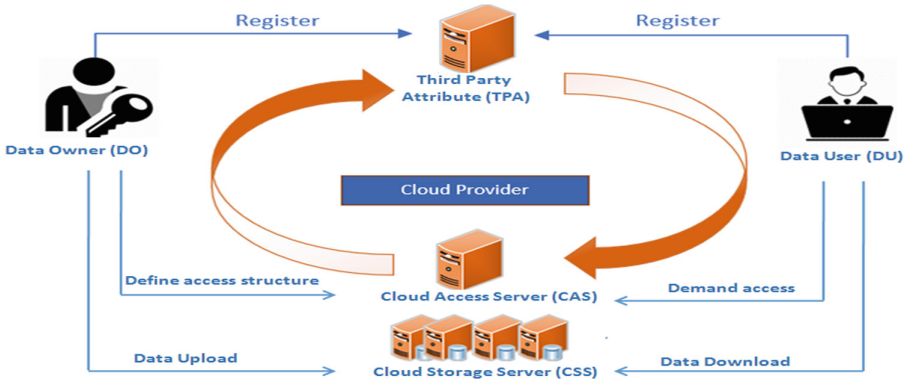 Register
Register
Third Party
Attribute (TPA)
Data Owner (DO)
Data User (DU)
Cloud Provider
Define access structure
Cloud Access Server (CAS)
Demand access
Data Upload
Cloud Storage Server (CSS)
Data Download